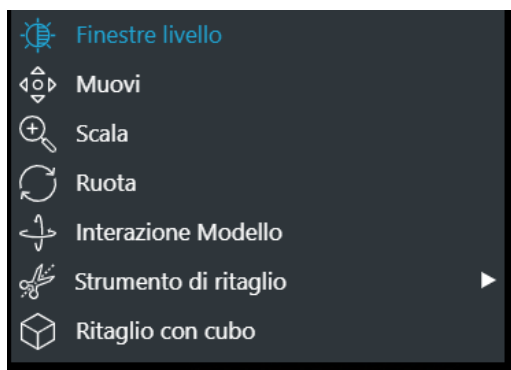 Finestre livello
Muovi
Scala
Ruota
Interazione Modello
Strumento di ritaglio
Ritaglio con cubo